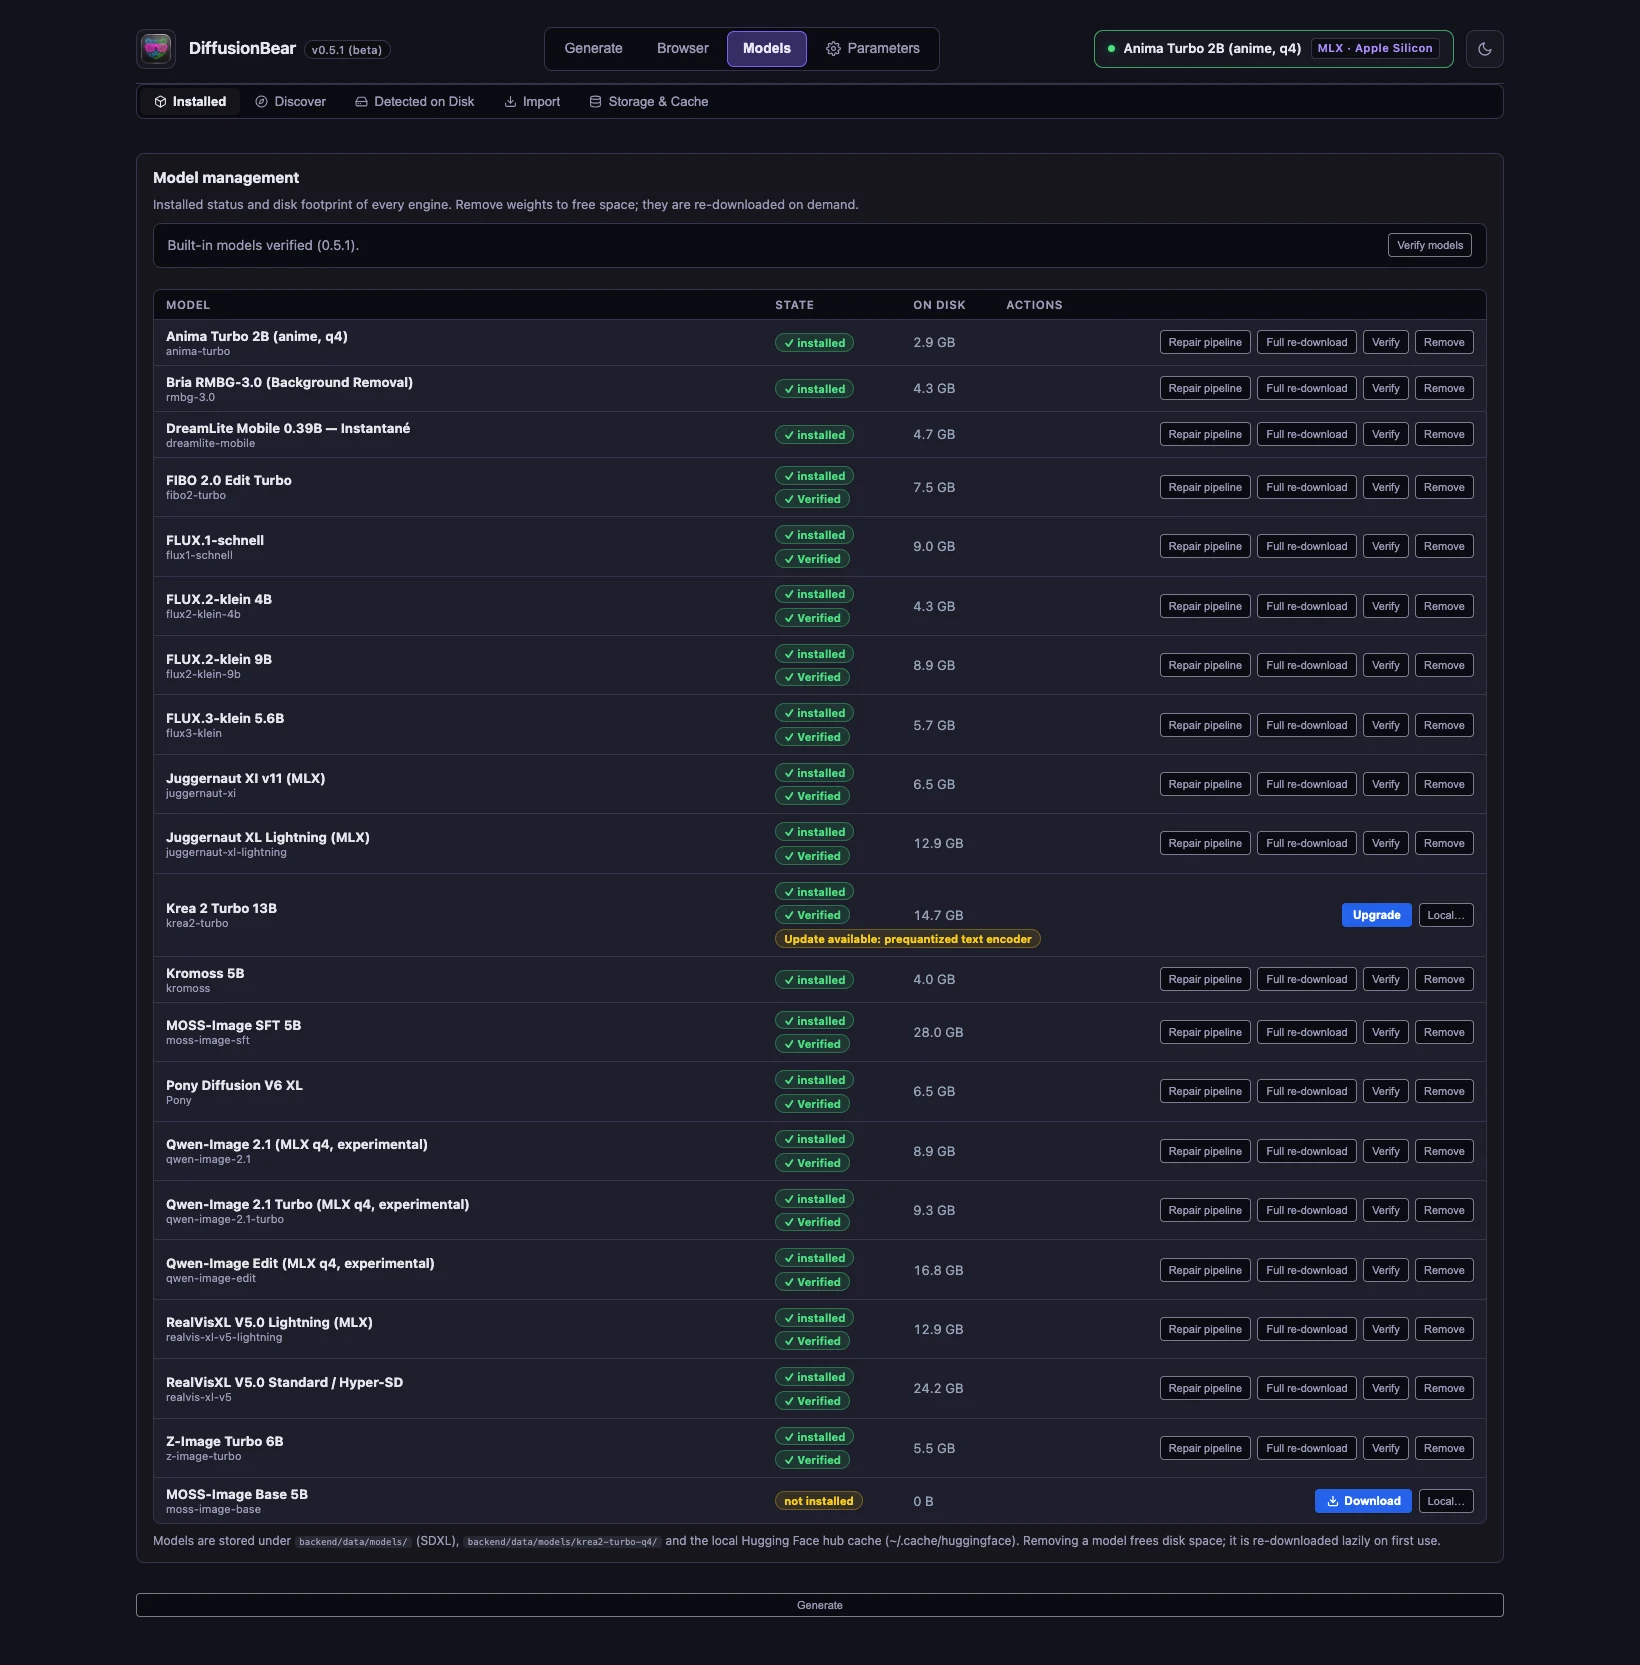 DiffusionBear v0.5.1 (beta)
Generate Browser Models Parameters
Anima Turbo 2B (anime, q4) MLX · Apple Silicon
Installed Discover Detected on Disk Import Storage & Cache
Model management
Installed status and disk footprint of every engine. Remove weights to free space; they are re-downloaded on demand.
Built-in models verified (0.5.1). Verify models
MODEL STATE ON DISK ACTIONS
Anima Turbo 2B (anime, q4)
anima-turbo
✓ installed 2.9 GB Repair pipeline Full re-download Verify Remove
Bria RMBG-3.0 (Background Removal)
rmbg-3.0
✓ installed 4.3 GB Repair pipeline Full re-download Verify Remove
DreamLite Mobile 0.39B — Instantané
dreamlite-mobile
✓ installed 4.7 GB Repair pipeline Full re-download Verify Remove
FIBO 2.0 Edit Turbo
fibo2-turbo
✓ installed
✓ Verified
7.5 GB Repair pipeline Full re-download Verify Remove
FLUX.1-schnell
flux1-schnell
✓ installed
✓ Verified
9.0 GB Repair pipeline Full re-download Verify Remove
FLUX.2-klein 4B
flux2-klein-4b
✓ installed
✓ Verified
4.3 GB Repair pipeline Full re-download Verify Remove
FLUX.2-klein 9B
flux2-klein-9b
✓ installed
✓ Verified
8.9 GB Repair pipeline Full re-download Verify Remove
FLUX.3-klein 5.6B
flux3-klein
✓ installed
✓ Verified
5.7 GB Repair pipeline Full re-download Verify Remove
Juggernaut XI v11 (MLX)
juggernaut-xi
✓ installed
✓ Verified
6.5 GB Repair pipeline Full re-download Verify Remove
Juggernaut XL Lightning (MLX)
juggernaut-xl-lightning
✓ installed
✓ Verified
12.9 GB Repair pipeline Full re-download Verify Remove
Krea 2 Turbo 13B
krea2-turbo
✓ installed
✓ Verified
Update available: prequantized text encoder
14.7 GB Upgrade Local...
Kromoss 5B
kromoss
✓ installed 4.0 GB Repair pipeline Full re-download Verify Remove
MOSS-Image SFT 5B
moss-image-sft
✓ installed
✓ Verified
28.0 GB Repair pipeline Full re-download Verify Remove
Pony Diffusion V6 XL
Pony
✓ installed
✓ Verified
6.5 GB Repair pipeline Full re-download Verify Remove
Qwen-Image 2.1 (MLX q4, experimental)
qwen-image-2.1
✓ installed
✓ Verified
8.9 GB Repair pipeline Full re-download Verify Remove
Qwen-Image 2.1 Turbo (MLX q4, experimental)
qwen-image-2.1-turbo
✓ installed
✓ Verified
9.3 GB Repair pipeline Full re-download Verify Remove
Qwen-Image Edit (MLX q4, experimental)
qwen-image-edit
✓ installed
✓ Verified
16.8 GB Repair pipeline Full re-download Verify Remove
RealVisXL V5.0 Lightning (MLX)
realvis-xl-v5-lightning
✓ installed
✓ Verified
12.9 GB Repair pipeline Full re-download Verify Remove
RealVisXL V5.0 Standard / Hyper-SD
realvis-xl-v5
✓ installed
✓ Verified
24.2 GB Repair pipeline Full re-download Verify Remove
Z-Image Turbo 6B
z-image-turbo
✓ installed
✓ Verified
5.5 GB Repair pipeline Full re-download Verify Remove
MOSS-Image Base 5B
moss-image-base
not installed 0 B Download Local...
Models are stored under backend/data/models/ (SDXL), backend/data/models/krea2-turbo-q4/ and the local Hugging Face hub cache (~/.cache/huggingface). Removing a model frees disk space; it is re-downloaded lazily on first use.
Generate